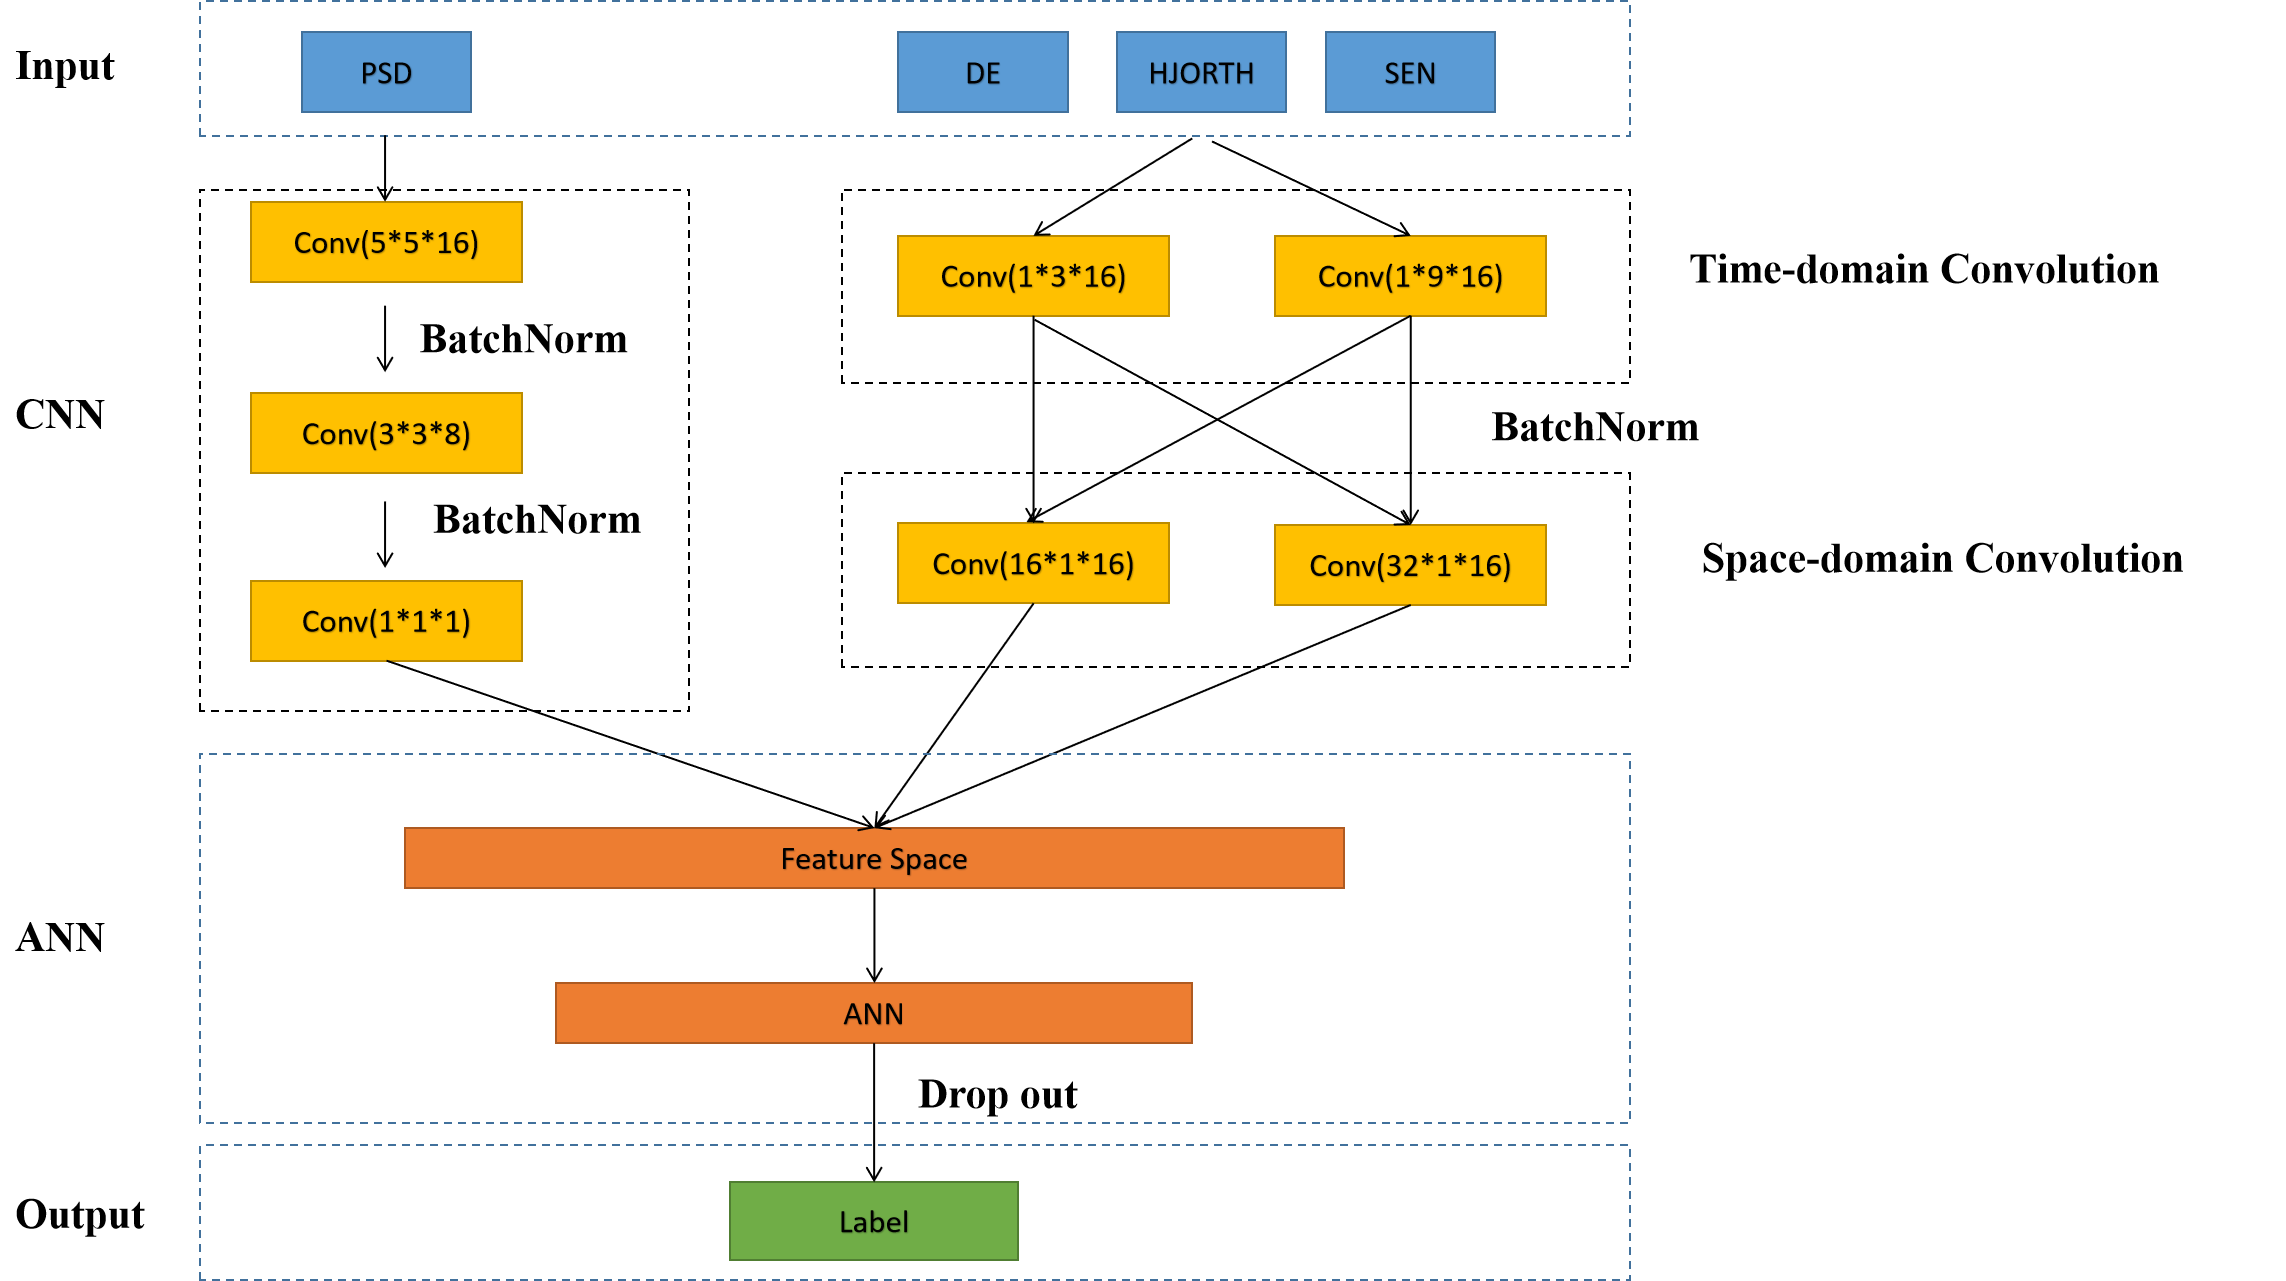 Input
PSD
DE
HJORTH
SEN
Conv(5*5*16)
Conv(1*3*16)
Conv(1*9*16)
Time-domain Convolution
BatchNorm
CNN
Conv(3*3*8)
BatchNorm
BatchNorm
Conv(16*1*16)
Conv(32*1*16)
Space-domain Convolution
Conv(1*1*1)
Feature Space
ANN
ANN
Drop out
Output
Label